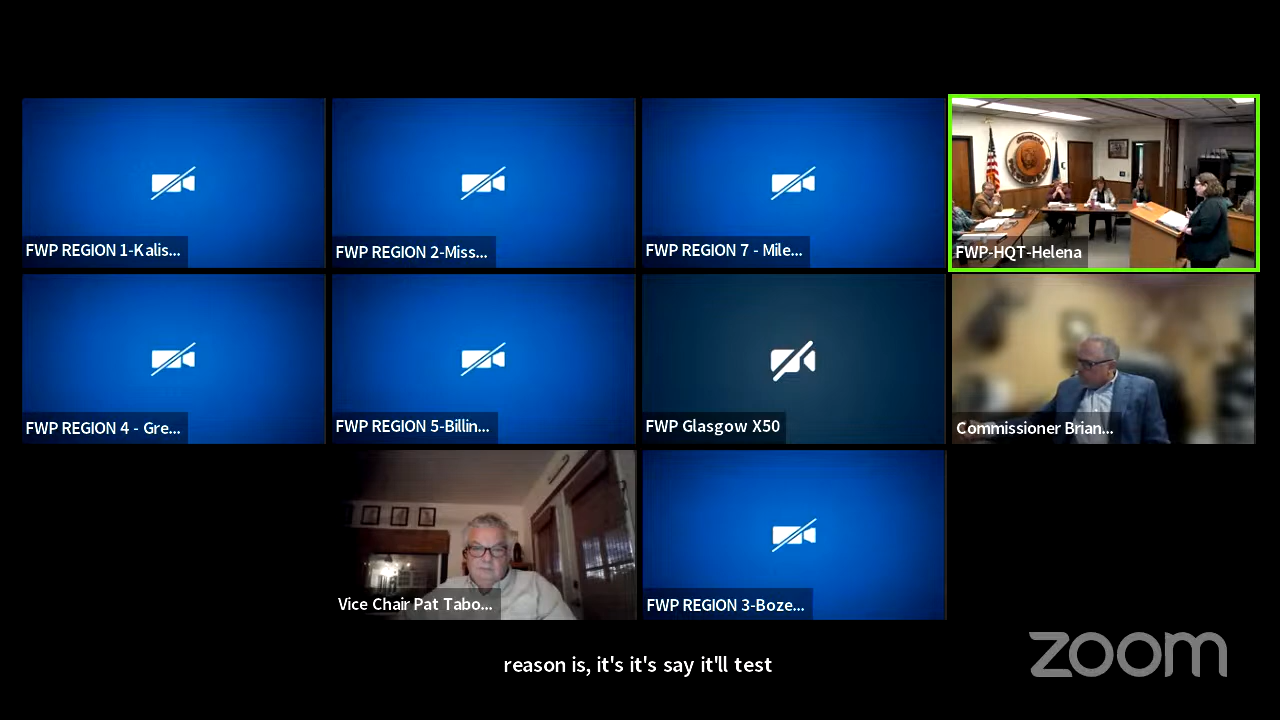 FWP REGION 1-Kalis...
FWP REGION 2-Miss...
FWP REGION 7 - Mile...
FWP-HQT-Helena
FWP REGION 4 - Gre...
FWP REGION 5-Billin...
FWP Glasgow X50
Commissioner Brian...
Vice Chair Pat Tabo...
FWP REGION 3-Boze...
reason is, it's it's say it'll test
zoom